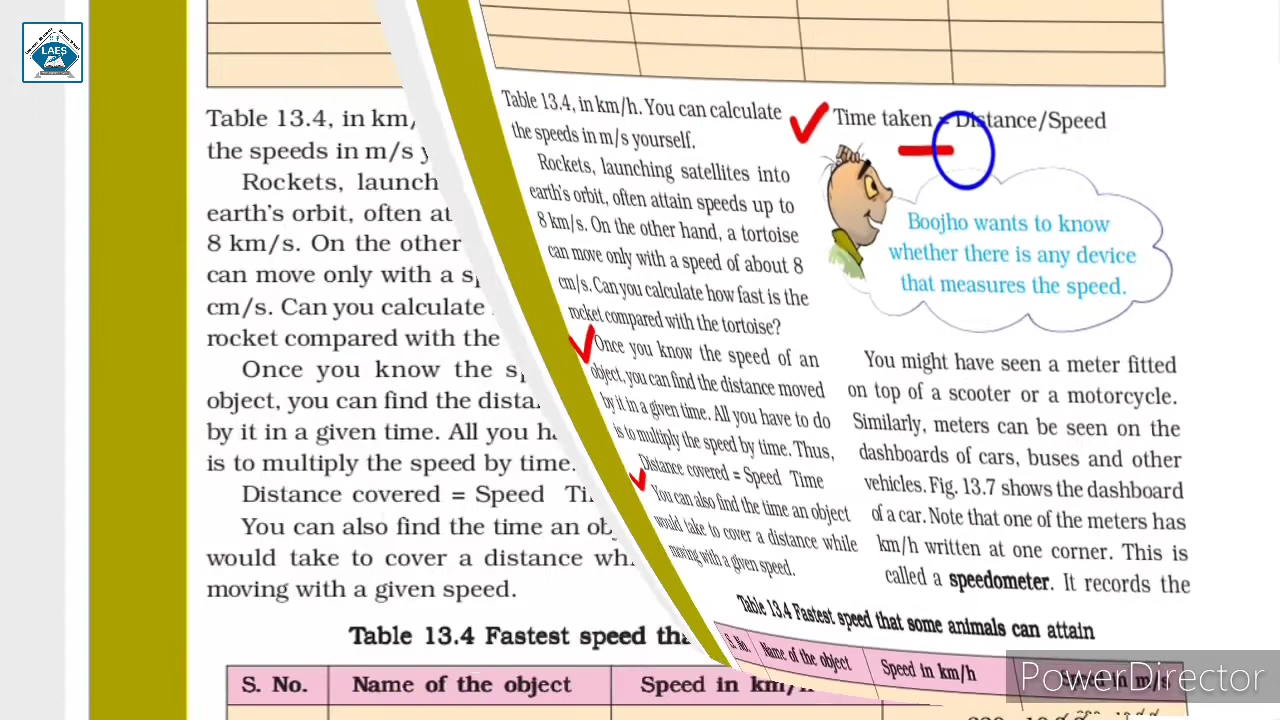 LAES
Table 13.4, in km/
the speeds in m/s y
Rockets, launch
earth's orbit, often at
8 km/s. On the other
can move only with a sp
cm/s. Can you calculate
rocket compared with the
Once you know the sp
object, you can find the dista
by it in a given time. All you ha
is to multiply the speed by time.
Distance covered = Speed Ti
You can also find the time an obj
would take to cover a distance whi
moving with a given speed.
Table 13.4 Fastest speed tha
S. No. Name of the object Speed in km/h
Table 13.4, in km/h. You can calculate
the speeds in m/s yourself.
Rockets, launching satellites into
earth's orbit, often attain speeds up to
8 km/s. On the other hand, a tortoise
can move only with a speed of about 8
cm/s. Can you calculate how fast is the
rocket compared with the tortoise?
Once you know the speed of an
object, you can find the distance moved
by it in a given time. All you have to do
is to multiply the speed by time. Thus,
Distance covered = Speed Time
You can also find the time an object
would take to cover a distance while
moving with a given speed.
Time taken = Distance/Speed
Boojho wants to know
whether there is any device
that measures the speed.
You might have seen a meter fitted
on top of a scooter or a motorcycle.
Similarly, meters can be seen on the
dashboards of cars, buses and other
vehicles. Fig. 13.7 shows the dashboard
of a car. Note that one of the meters has
km/h written at one corner. This is
called a speedometer. It records the
Table 13.4 Fastest speed that some animals can attain
S. No. Name of the object Speed in km/h Speed in m/s
PowerDirector